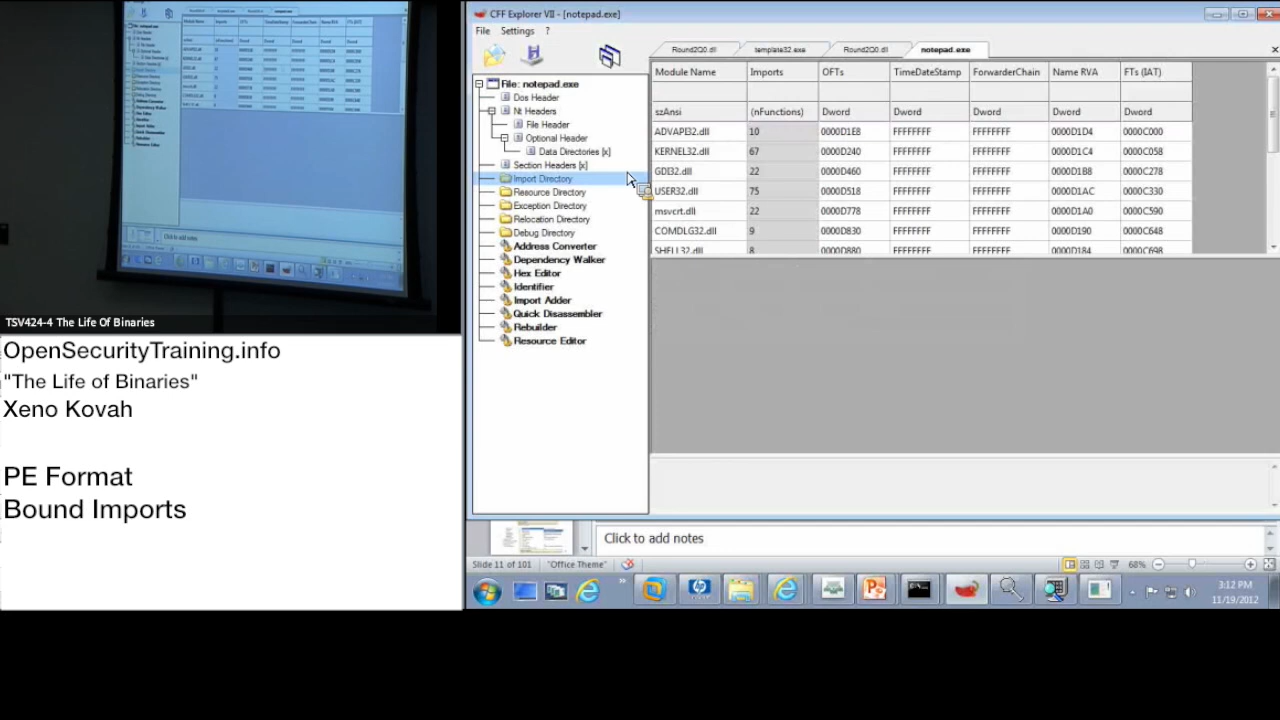 TSV424-4 The Life Of Binaries
OpenSecurityTraining.info
"The Life of Binaries"
Xeno Kovah
PE Format
Bound Imports
CFF Explorer VII - [notepad.exe]
File Settings ?
template32.exe notepad.exe
File: notepad.exe
Dos Header
Nt Headers
File Header
Optional Header
Data Directories [x]
Section Headers [x]
Import Directory
Resource Directory
Exception Directory
Relocation Directory
Debug Directory
Address Converter
Dependency Walker
Hex Editor
Identifier
Import Adder
Quick Disassembler
Rebuilder
Resource Editor
Module Name Imports OFTs TimeDateStamp ForwarderChain Name RVA FTs (IAT)
szAnsi (nFunctions) Dword Dword Dword Dword Dword
ADVAPI32.dll 10 FFFFFFFF FFFFFFFF 0000D1D4 0000C000
KERNEL32.dll 67 0000D240 FFFFFFFF FFFFFFFF 0000D1C4 0000C058
GDI32.dll 22 0000D460 FFFFFFFF FFFFFFFF 0000D1B8 0000C278
USER32.dll 75 0000D518 FFFFFFFF FFFFFFFF 0000D1AC 0000C330
msvcrt.dll 22 0000D778 FFFFFFFF FFFFFFFF 0000D1A0 0000C590
COMDLG32.dll 9 0000D830 FFFFFFFF FFFFFFFF 0000D190 0000C648
SHELL32.dll 8 0000D880 FFFFFFFF FFFFFFFF 0000D184 0000C698
Click to add notes
Slide 11 of 101 "Office Theme" 68%
3:12 PM
11/19/2012